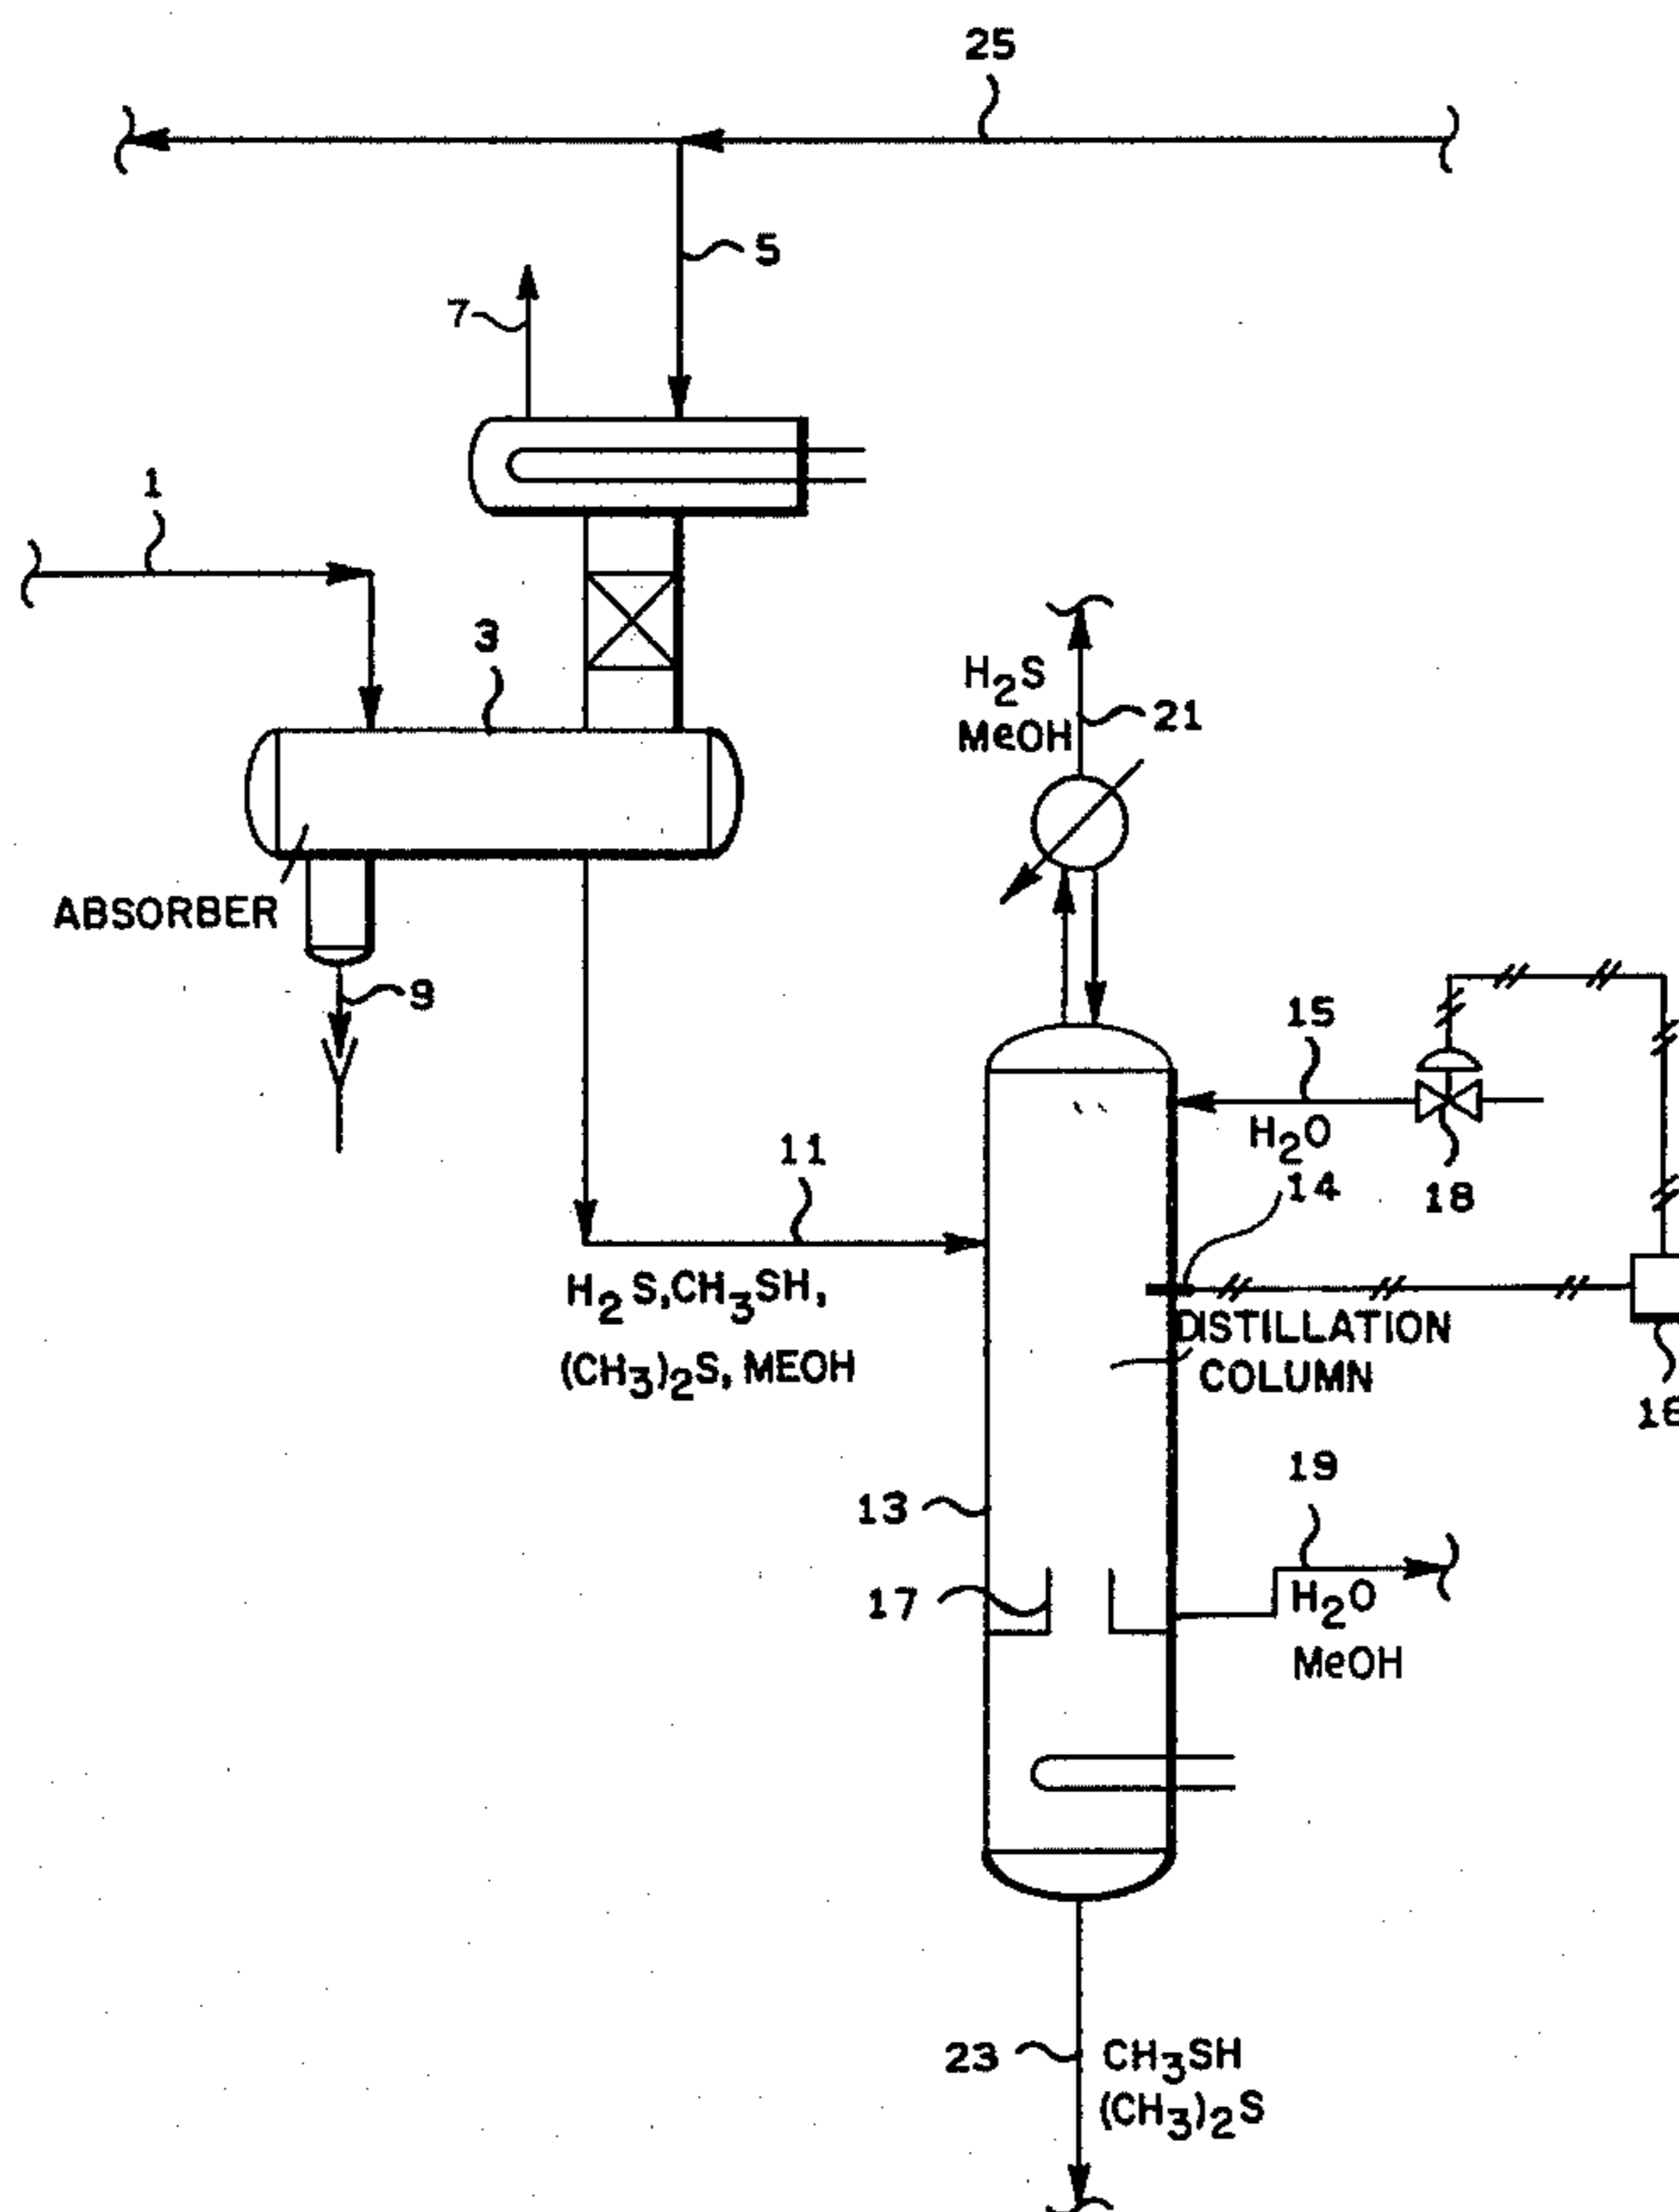 25
5
7
1
3
H2S
MeOH
21
ABSORBER
9
15
H2O
18
14
11
H2S,CH3SH,
(CH3)2S, MEOH
DISTILLATION
COLUMN
13
19
17
H2O
MeOH
23
CH3SH
(CH3)2S